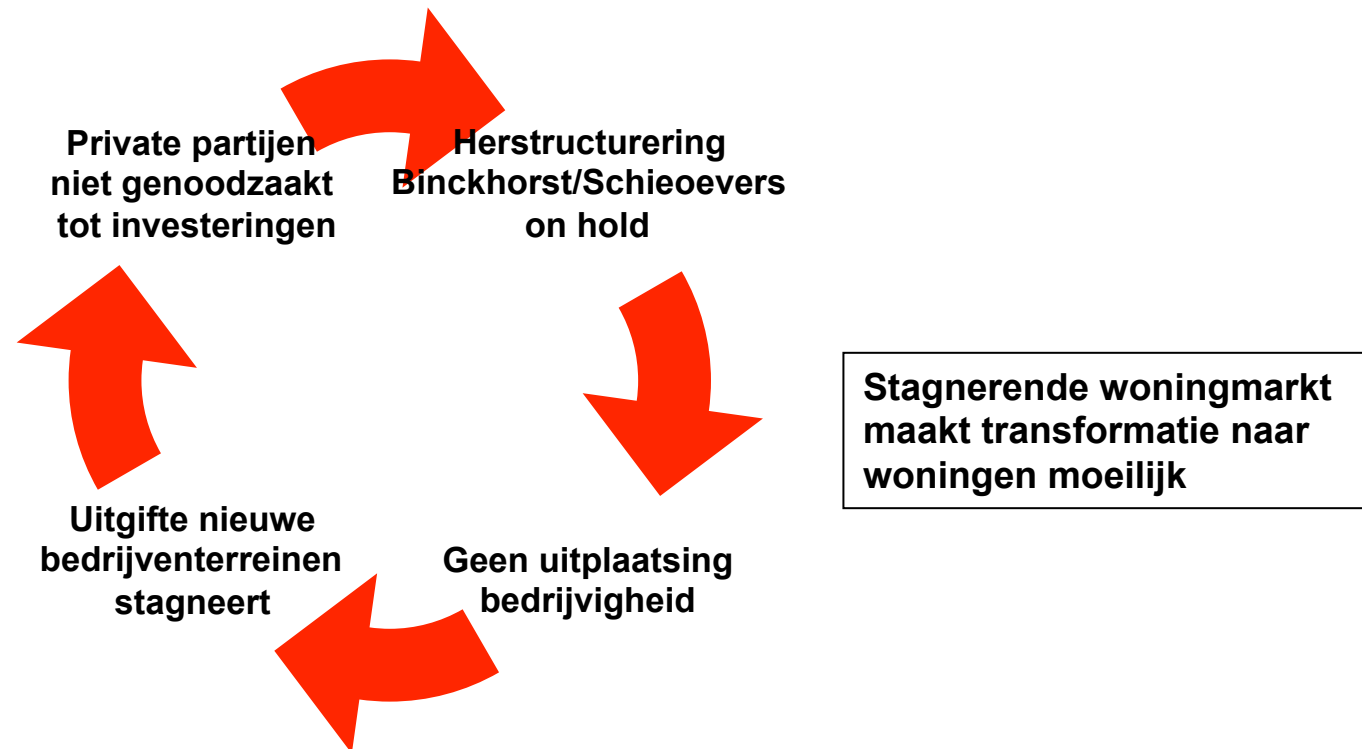 Private partijen
niet genoodzaakt
tot investeringen
Herstructurering
Binckhorst/Schieoevers
on hold
Stagnerende woningmarkt
maakt transformatie naar
woningen moeilijk
Uitgifte nieuwe
bedrijventerreinen
stagneert
Geen uitplaatsing
bedrijvigheid